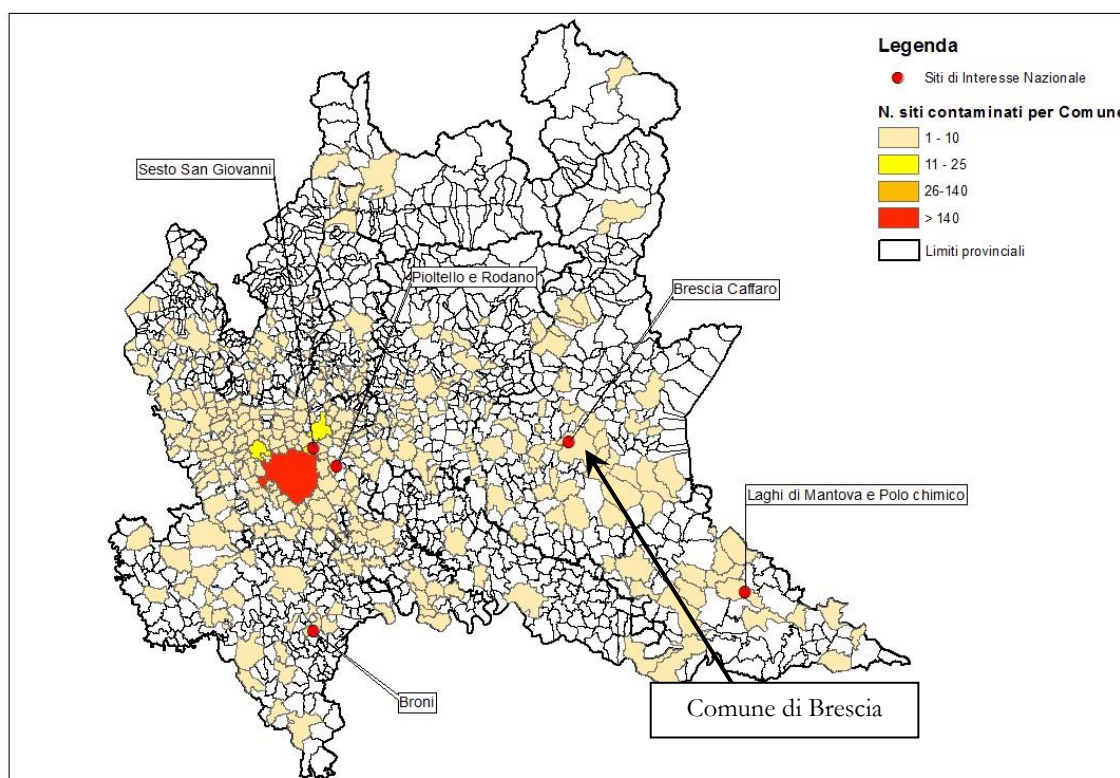 Legenda
Siti di Interesse Nazionale
N. siti contaminati per Comune
1 - 10
11 - 25
26-140
> 140
Limiti provinciali
Sesto San Giovanni
Pioltello e Rodano
Brescia Caffaro
Laghi di Mantova e Polo chimico
Broni
Comune di Brescia